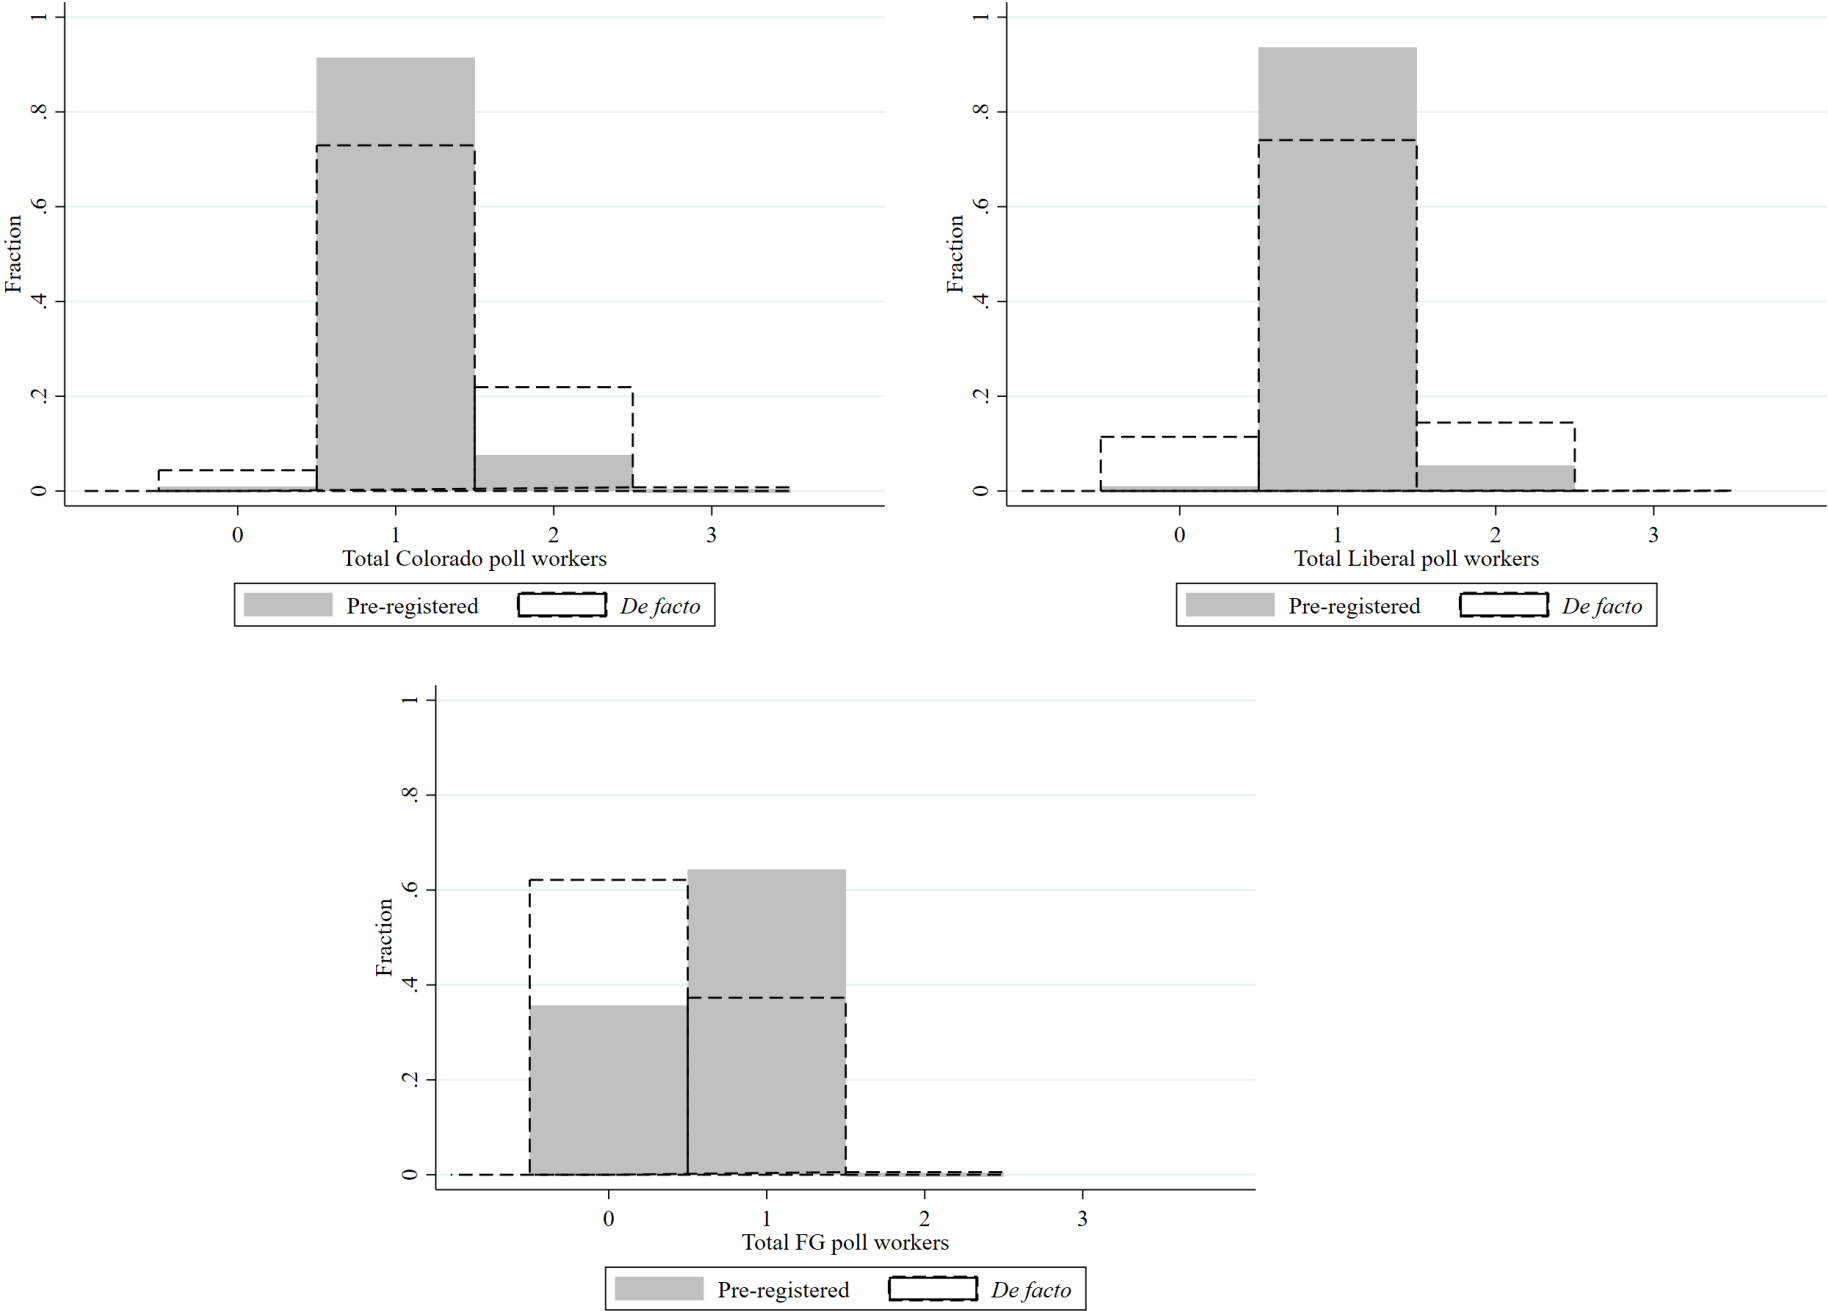 1
.8
.6
.4
.2
0
Fraction
0 1 2 3
Total Colorado poll workers
Pre-registered De facto
1
.8
.6
.4
.2
0
Fraction
0 1 2 3
Total Liberal poll workers
Pre-registered De facto
1
.8
.6
.4
.2
0
Fraction
0 1 2 3
Total FG poll workers
Pre-registered De facto